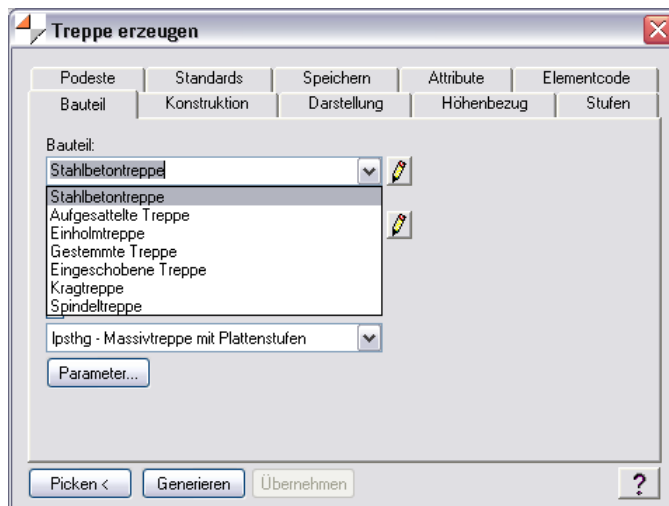 Treppe erzeugen
Podeste Standards Speichern Attribute Elementcode
Bauteil Konstruktion Darstellung Höhenbezug Stufen
Bauteil:
Stahlbetontreppe
Stahlbetontreppe
Aufgesattelte Treppe
Einholmtreppe
Gestemmte Treppe
Eingeschobene Treppe
Kragtreppe
Spindeltreppe
lpsthg - Massivtreppe mit Plattenstufen
Parameter...
Picken < Generieren Übernehmen ?